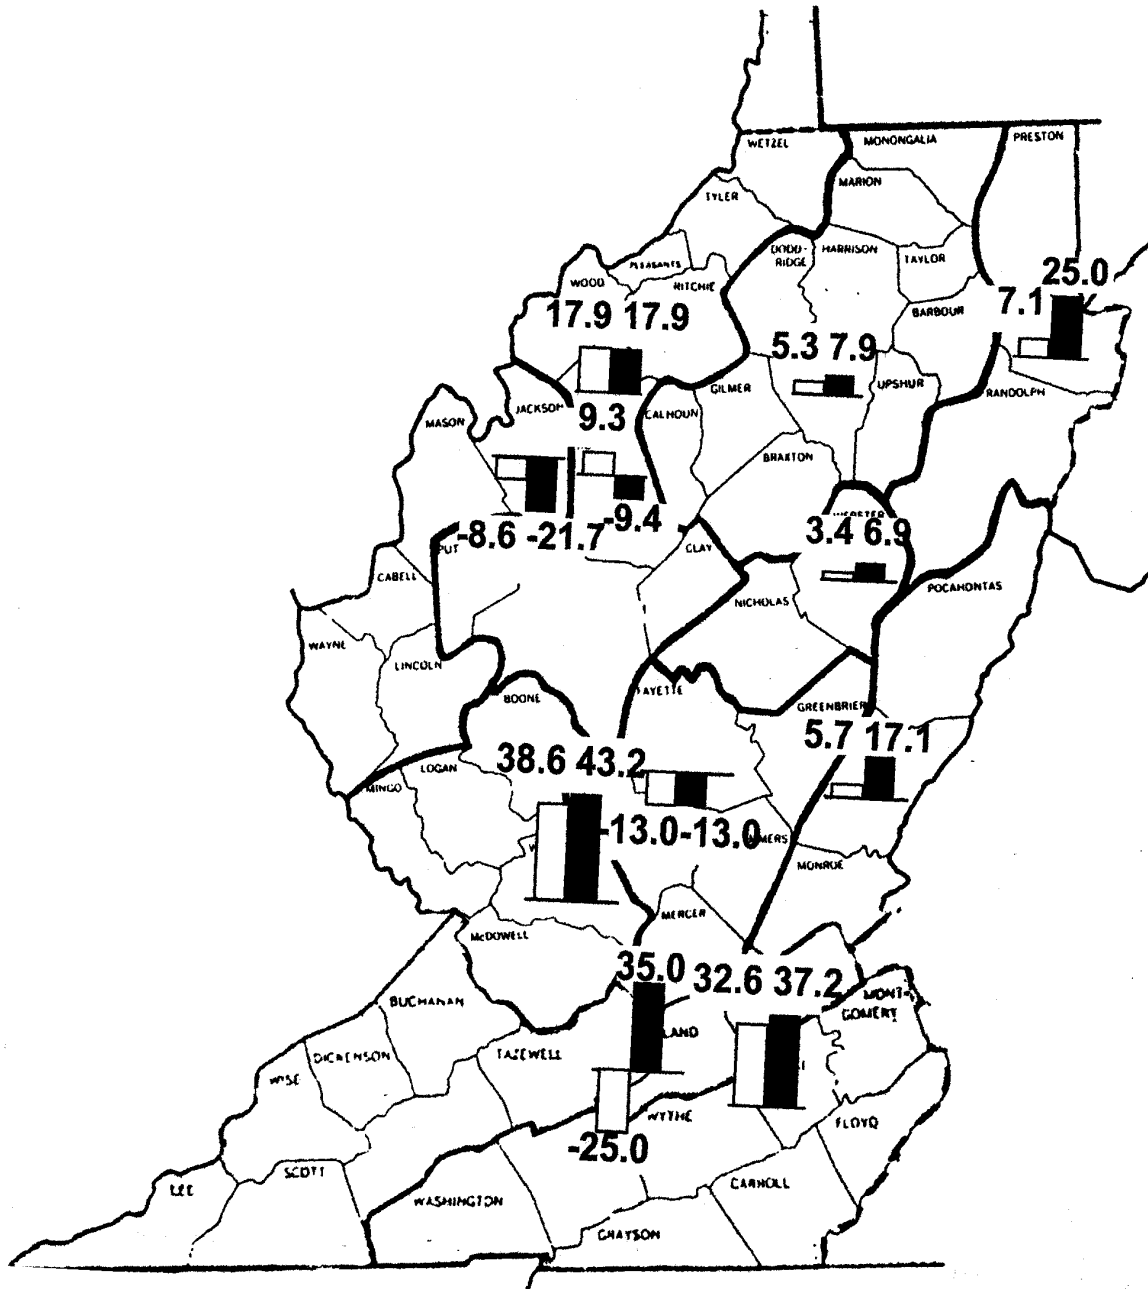 WETZEL
MONONGALIA
PRESTON
MARION
TYLER
DODD-
RIDGE
HARRISON
TAYLOR
PLEASANTS
WOOD
RITCHIE
25.0
7.1
17.9 17.9
BARBOUR
5.3 7.9
GILMER
UPSHUR
RANDOLPH
JACKSON
9.3
CALHOUN
MASON
BRAXTON
WEBSTER
-8.6 -21.7
-9.4
3.4 6.9
PUT
CLAY
CABELL
NICHOLAS
POCAHONTAS
WAYNE
LINCOLN
BOONE
FAYETTE
GREENBRIER
5.7 17.1
38.6 43.2
LOGAN
MINGO
-13.0 -13.0
MERS
MONROE
MERCER
McDOWELL
35.0
32.6 37.2
BUCHANAN
MONT-
GOMERY
LAND
DICKENSON
TAZEWELL
WISE
WYTHE
FLOYD
-25.0
SCOTT
LEE
WASHINGTON
CARROLL
GRAYSON